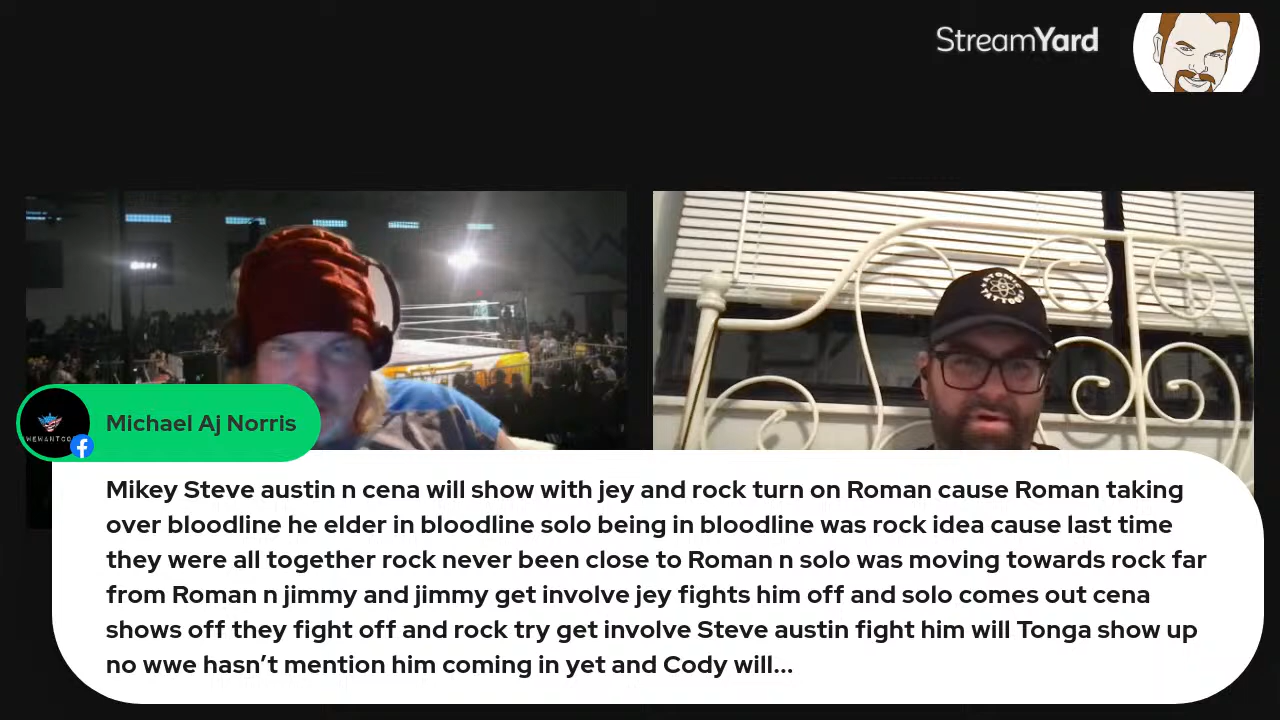 StreamYard
ATOMIC
TATTOOS
Michael Aj Norris
Mikey Steve austin n cena will show with jey and rock turn on Roman cause Roman taking
over bloodline he elder in bloodline solo being in bloodline was rock idea cause last time
they were all together rock never been close to Roman n solo was moving towards rock far
from Roman n jimmy and jimmy get involve jey fights him off and solo comes out cena
shows off they fight off and rock try get involve Steve austin fight him will Tonga show up
no wwe hasn’t mention him coming in yet and Cody will...